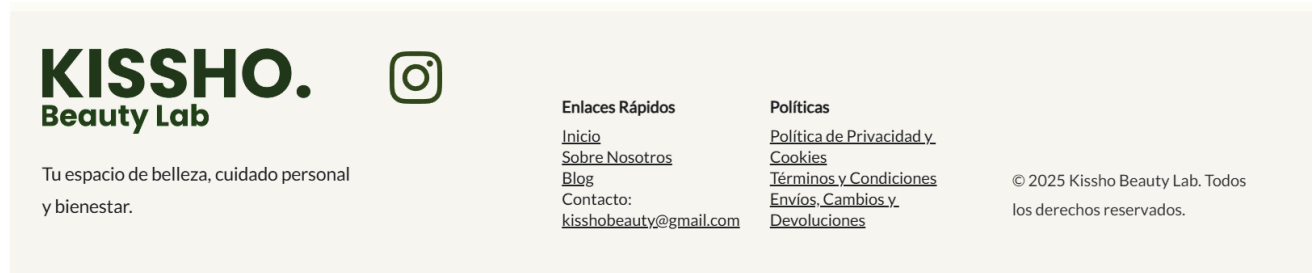 KISSHO.
Beauty Lab
Tu espacio de belleza, cuidado personal
y bienestar.
Enlaces Rápidos
Inicio
Sobre Nosotros
Blog
Contacto:
kisshobeauty@gmail.com
Políticas
Política de Privacidad y
Cookies
Términos y Condiciones
Envíos, Cambios y
Devoluciones
© 2025 Kissho Beauty Lab. Todos
los derechos reservados.